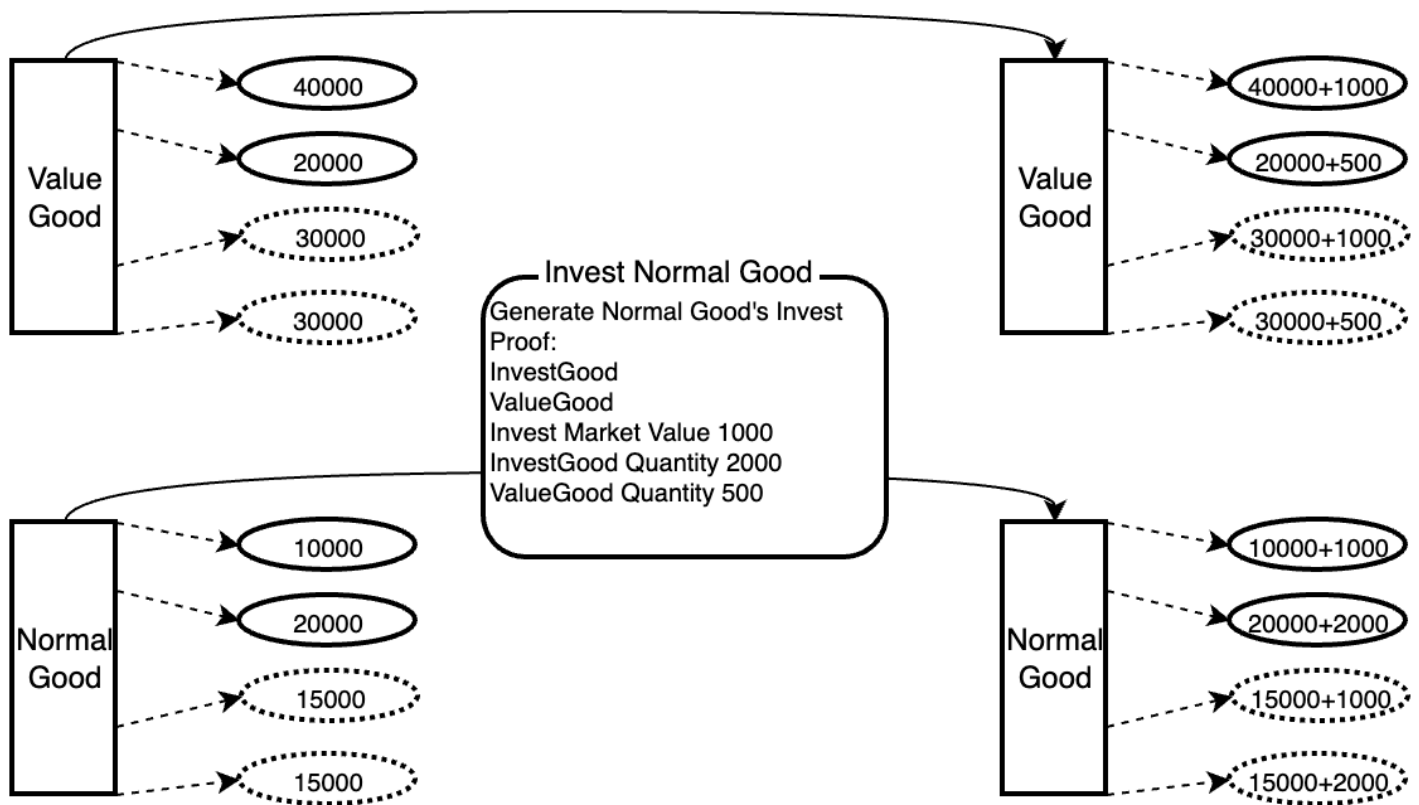 Value
Good
40000
20000
30000
30000
Value
Good
40000+1000
20000+500
30000+1000
30000+500
Invest Normal Good
Generate Normal Good's Invest
Proof:
InvestGood
ValueGood
Invest Market Value 1000
InvestGood Quantity 2000
ValueGood Quantity 500
Normal
Good
10000
20000
15000
15000
Normal
Good
10000+1000
20000+2000
15000+1000
15000+2000